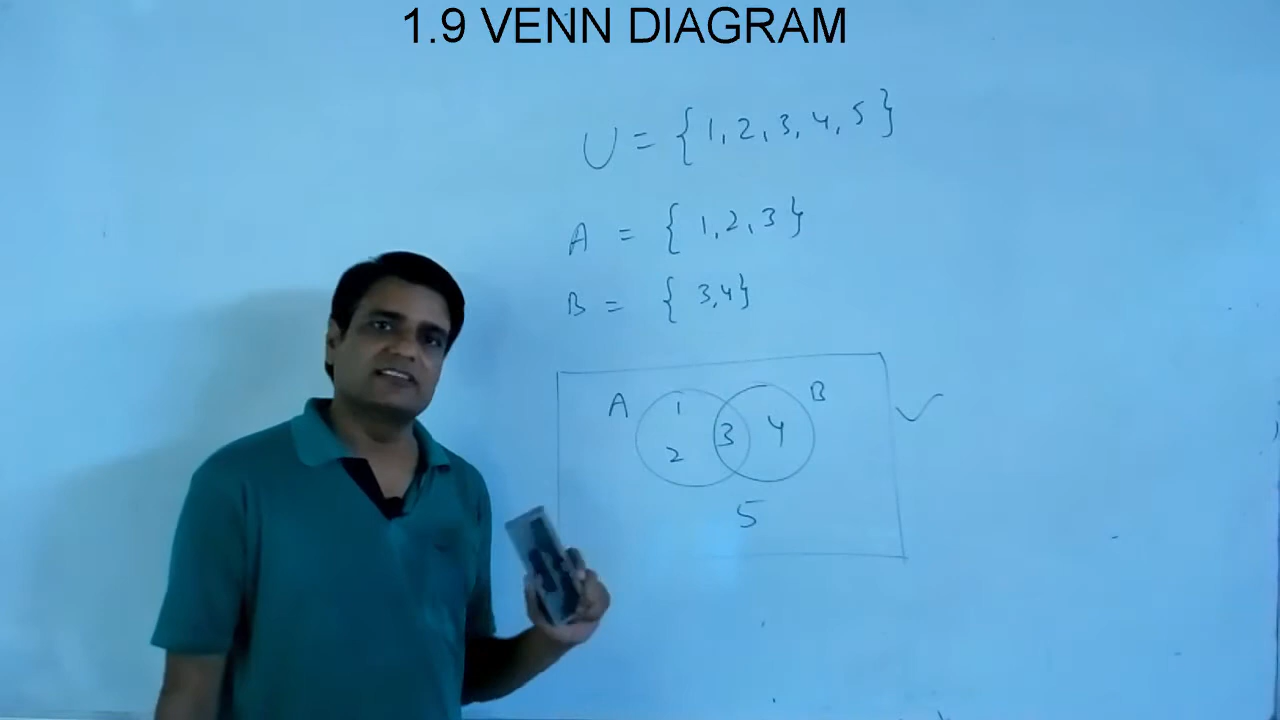 1.9 VENN DIAGRAM
U = { 1, 2, 3, 4, 5 }
A = { 1, 2, 3 }
B = { 3, 4 }
A 1 B
2 3 4
5